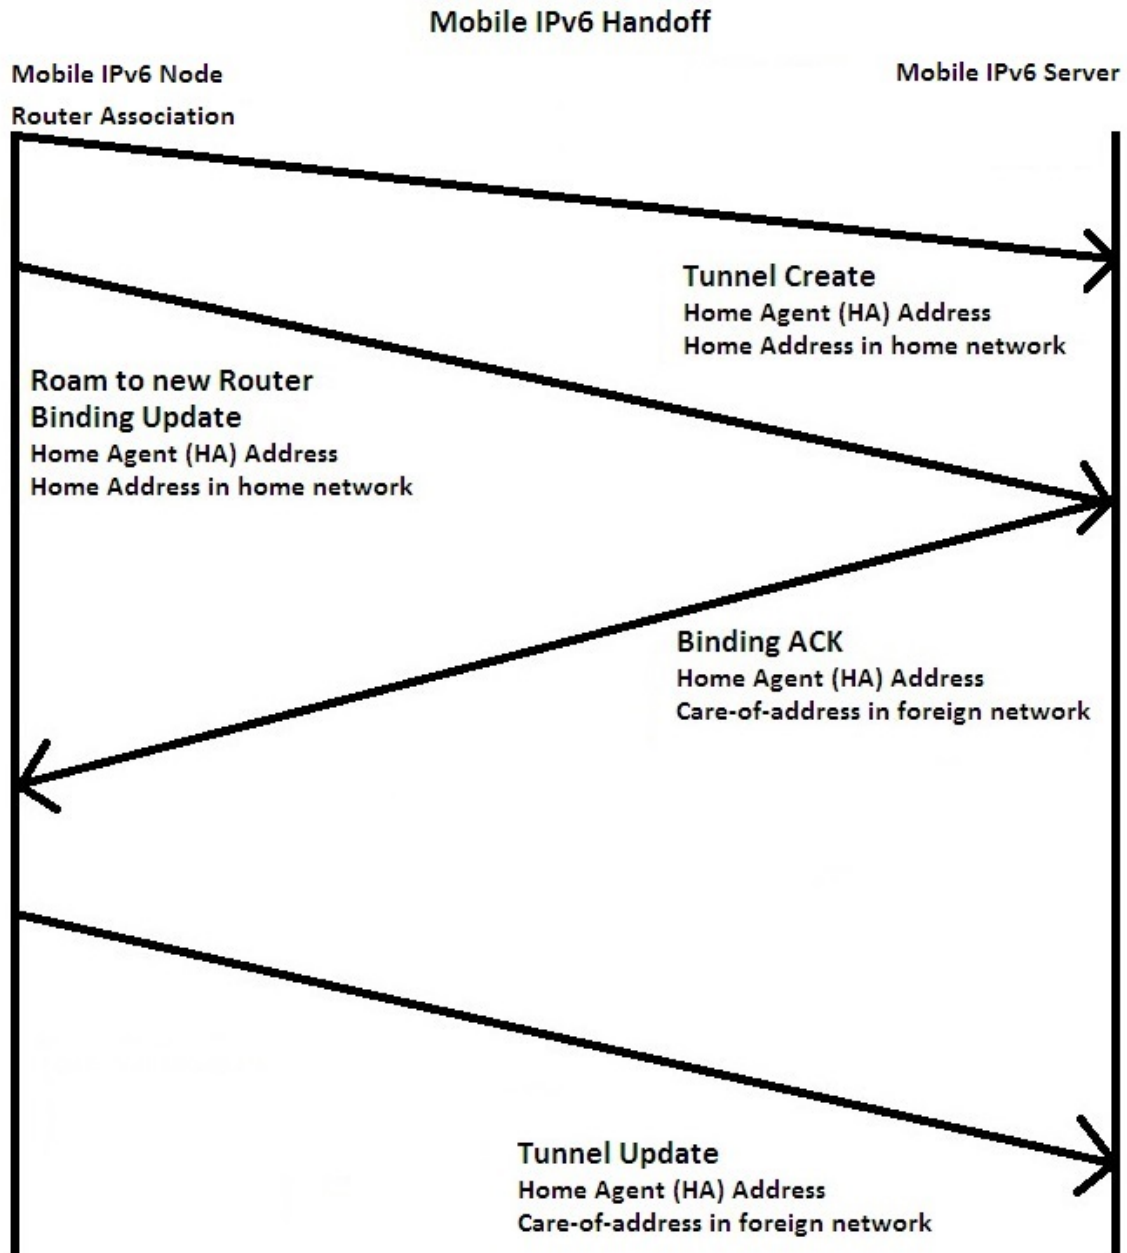 Mobile IPv6 Handoff
Mobile IPv6 Node
Mobile IPv6 Server
Router Association
Tunnel Create
Home Agent (HA) Address
Home Address in home network
Roam to new Router
Binding Update
Home Agent (HA) Address
Home Address in home network
Binding ACK
Home Agent (HA) Address
Care-of-address in foreign network
Tunnel Update
Home Agent (HA) Address
Care-of-address in foreign network